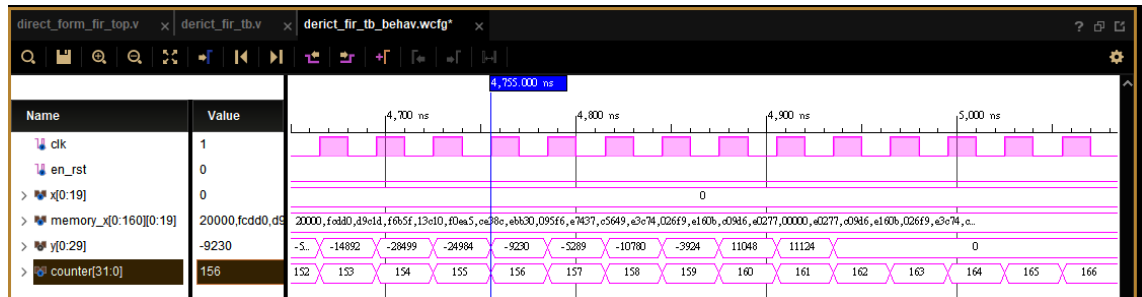 direct_form_fir_top.v × derict_fir_tb.v × derict_fir_tb_behav.wcfg* ×
4,755.000 ns
Name Value
4,700 ns 4,800 ns 4,900 ns 5,000 ns
clk 1
en_rst 0
x[0:19] 0 0
memory_x[0:160][0:19] 20000,fcdd0,d9 20000,fcdd0,d9c1d,f6b5f,13c10,f0ea5,ce38c,ebb30,095f6,e7437,c5649,e3c74,026f9,e160b,c09d6,e0277,00000,e0277,c09d6,e160b,026f9,e3c74,c...
y[0:29] -9230 -5... -14892 -28499 -24984 -9230 -5289 -10780 -3924 11048 11124 0
counter[31:0] 156 152 153 154 155 156 157 158 159 160 161 162 163 164 165 166